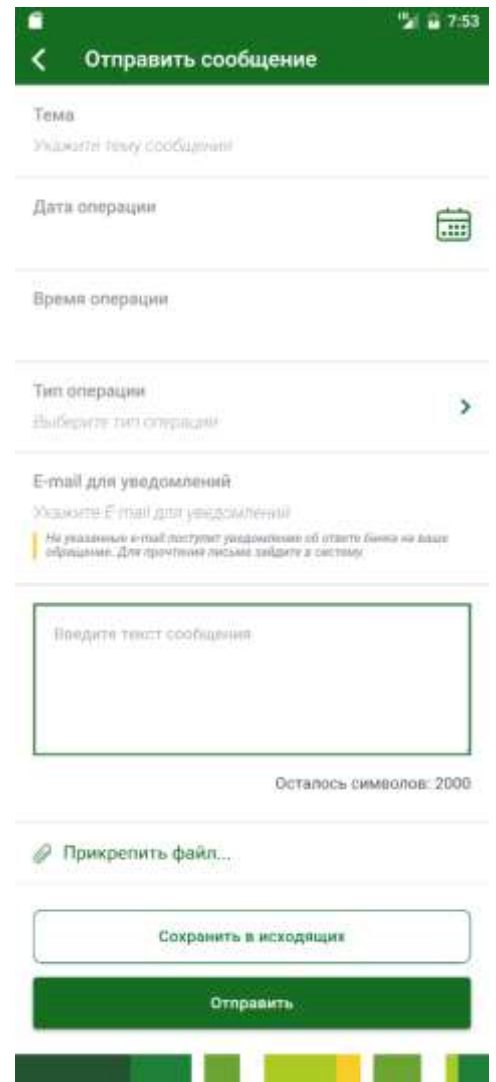 7:53
Отправить сообщение
Тема
Укажите тему сообщения
Дата операции
Время операции
Тип операции
Выберите тип операции
E-mail для уведомлений
Укажите E-mail для уведомлений
На указанный e-mail поступит уведомление об ответе банка на ваше
обращение. Для прочтения письма зайдите в систему
Введите текст сообщения
Осталось символов: 2000
Прикрепить файл...
Сохранить в исходящих
Отправить